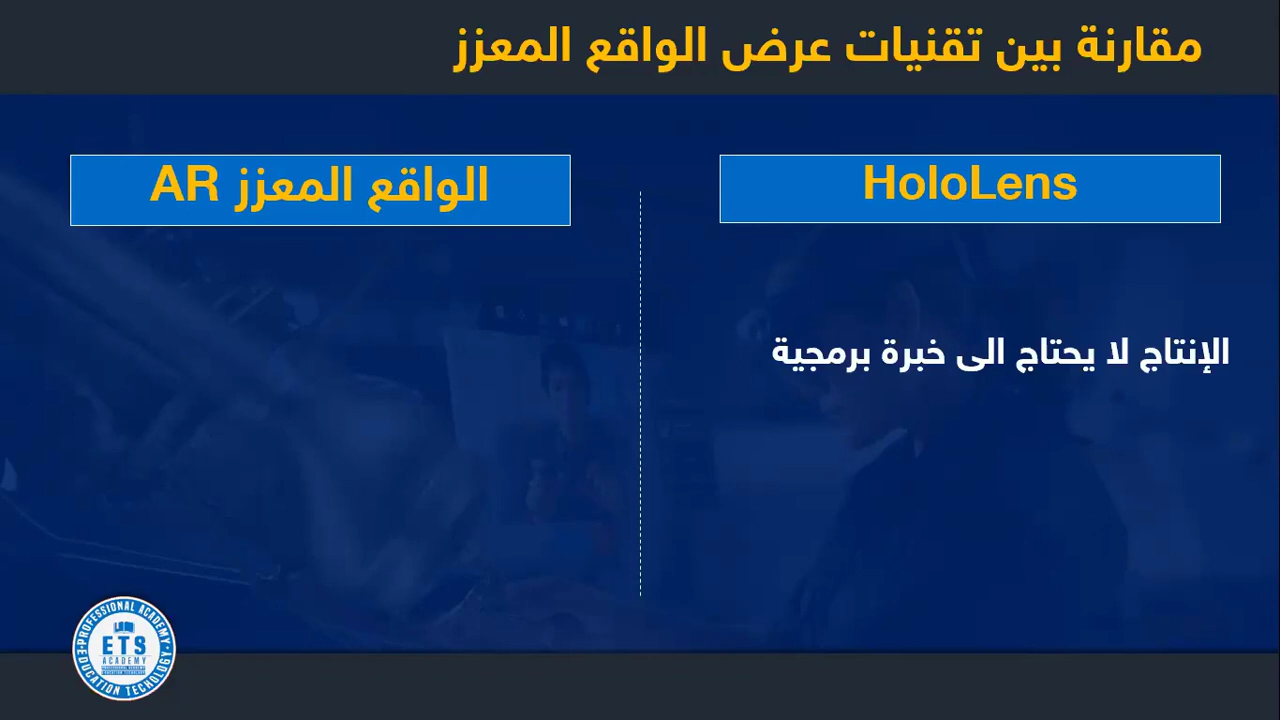 مقارنة بين تقنيات عرض الواقع المعزز
HoloLens
الإنتاج لا يحتاج الى خبرة برمجية
الواقع المعزز AR
PROFESSIONAL ACADEMY
ETS
ACADEMY
EDUCATION TECHOLOGY